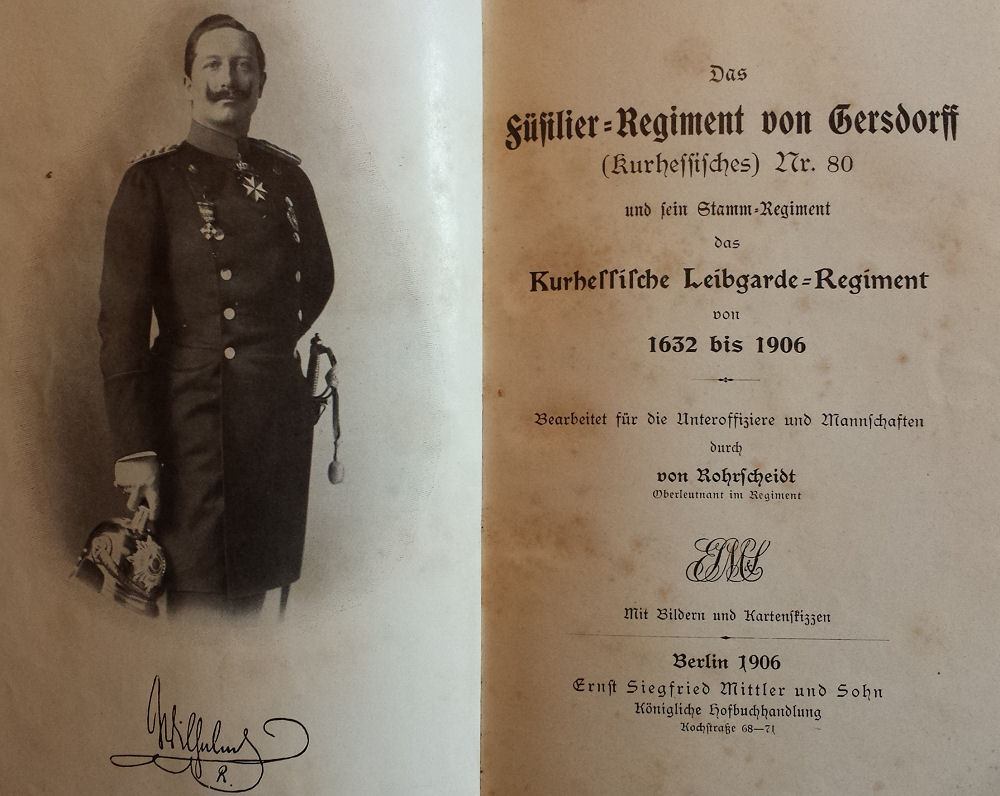 Wilhelm
R.
Das
Füsilier-Regiment von Gersdorff
(Kurhessisches) Nr. 80
und sein Stamm-Regiment
das
Kurhessische Leibgarde-Regiment
von
1632 bis 1906
Bearbeitet für die Unteroffiziere und Mannschaften
durch
von Rohrscheidt
Oberleutnant im Regiment
Mit Bildern und Kartenskizzen
Berlin 1906
Ernst Siegfried Mittler und Sohn
Königliche Hofbuchhandlung
Kochstraße 68—71